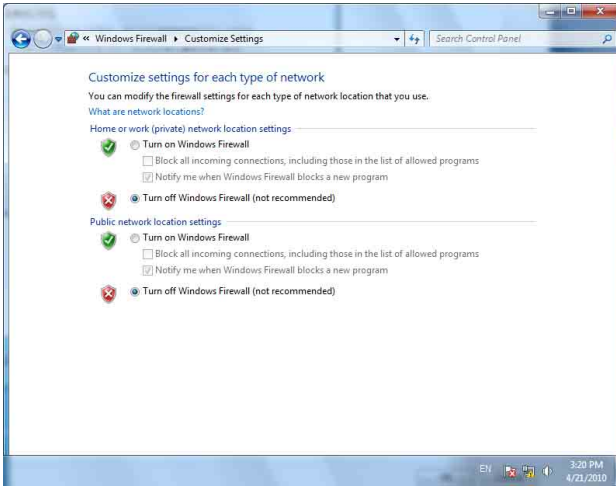 « Windows Firewall ▸ Customize Settings
Search Control Panel
Customize settings for each type of network
You can modify the firewall settings for each type of network location that you use.
What are network locations?
Home or work (private) network location settings
Turn on Windows Firewall
Block all incoming connections, including those in the list of allowed programs
Notify me when Windows Firewall blocks a new program
Turn off Windows Firewall (not recommended)
Public network location settings
Turn on Windows Firewall
Block all incoming connections, including those in the list of allowed programs
Notify me when Windows Firewall blocks a new program
Turn off Windows Firewall (not recommended)
EN
3:20 PM
4/21/2010